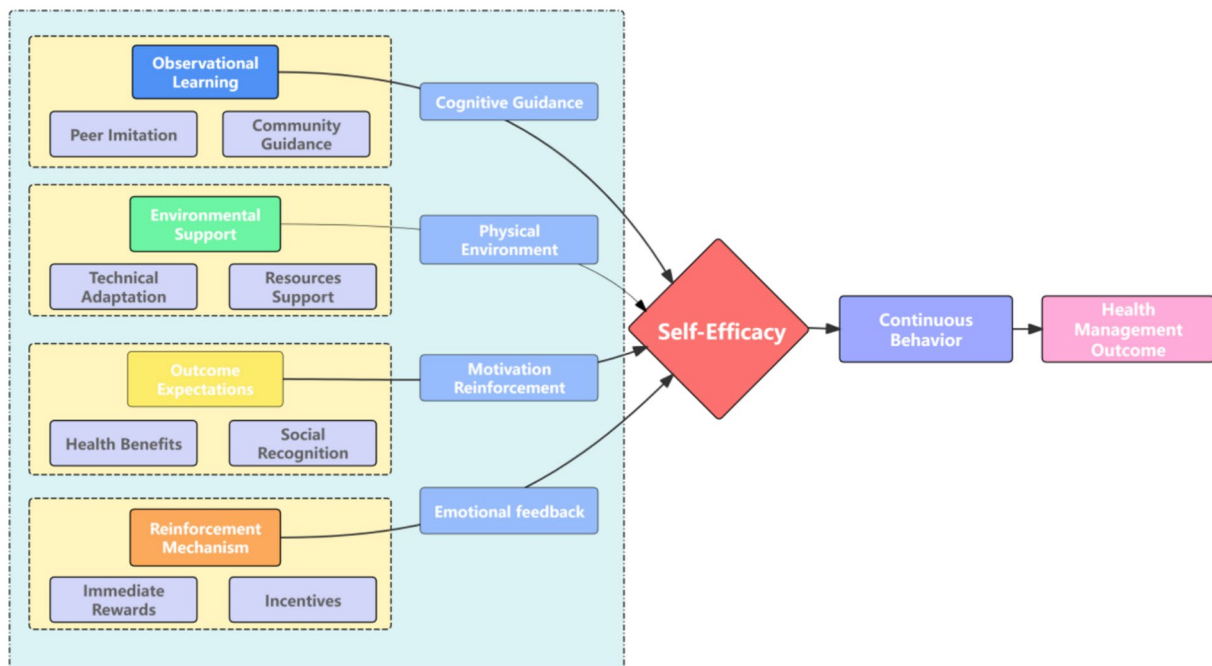 Observational
Learning
Cognitive Guidance
Peer Imitation
Community
Guidance
Environmental
Support
Physical
Environment
Technical
Adaptation
Resources
Support
Self-Efficacy
Continuous
Behavior
Health
Management
Outcome
Outcome
Expectations
Motivation
Reinforcement
Health Benefits
Social
Recognition
Reinforcement
Mechanism
Emotional feedback
Immediate
Rewards
Incentives